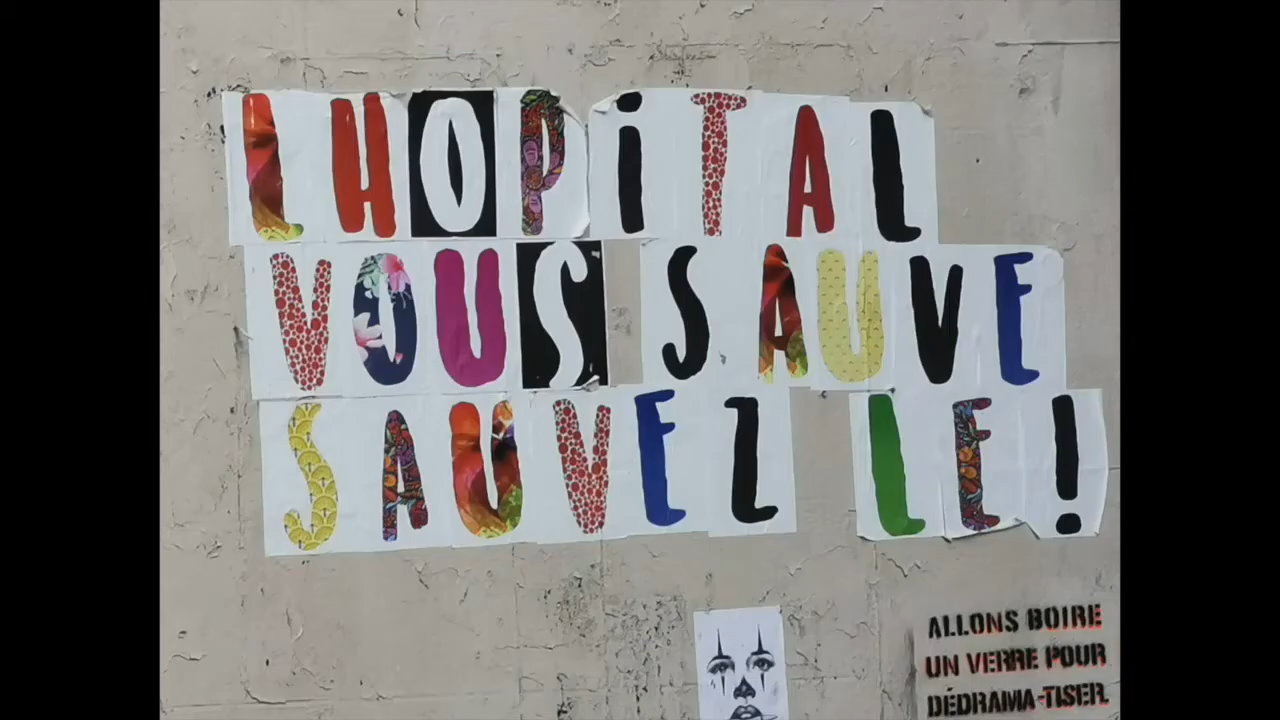 LHOPiTAL
VOUS SAUVE
SAUVEZ LE!
ALLONS BOIRE
UN VERRE POUR
DÉDRAMA-TISER.